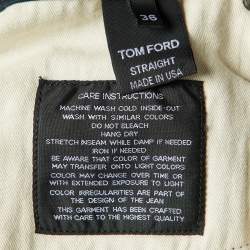 36
TOM FORD
STRAIGHT
MADE IN USA
CARE INSTRUCTIONS
MACHINE WASH COLD INSIDE-OUT
WASH WITH SIMILAR COLORS
DO NOT BLEACH
HANG DRY
STRETCH INSEAM WHILE DAMP IF NEEDED
IRON IF NEEDED
BE AWARE THAT COLOR OF GARMENT
MAY TRANSFER ONTO LIGHT COLORS
COLOR MAY CHANGE OVER TIME OR
WITH EXTENDED EXPOSURE TO LIGHT
COLOR IRREGULARITIES ARE PART OF
THE DESIGN OF THE JEAN
THIS GARMENT HAS BEEN CRAFTED
WITH CARE TO THE HIGHEST QUALITY